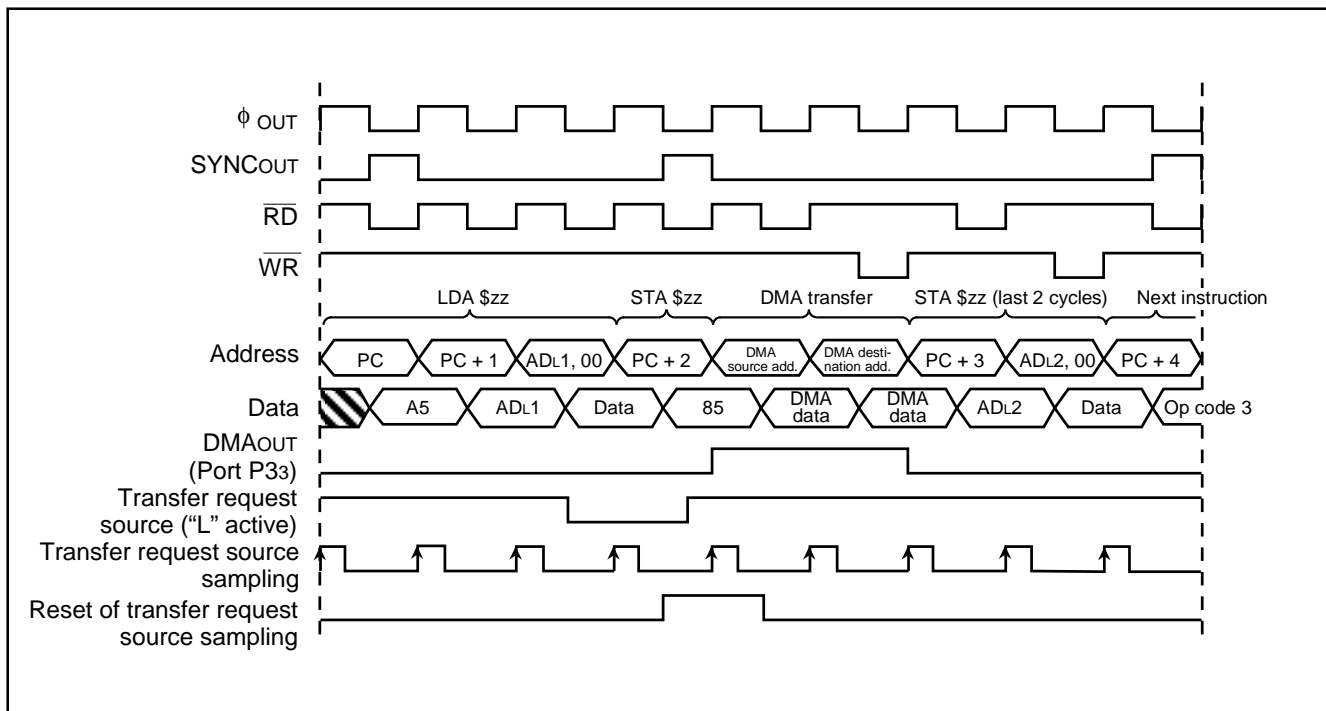 ϕ OUT
SYNCOUT
RD
WR
LDA $zz
STA $zz
DMA transfer
STA $zz (last 2 cycles)
Next instruction
Address
PC
PC + 1
ADL1, 00
PC + 2
DMA
source add.
DMA desti-
nation add.
PC + 3
ADL2, 00
PC + 4
Data
A5
ADL1
Data
85
DMA
data
DMA
data
ADL2
Data
Op code 3
DMAOUT
(Port P33)
Transfer request
source (“L” active)
Transfer request source
sampling
Reset of transfer request
source sampling